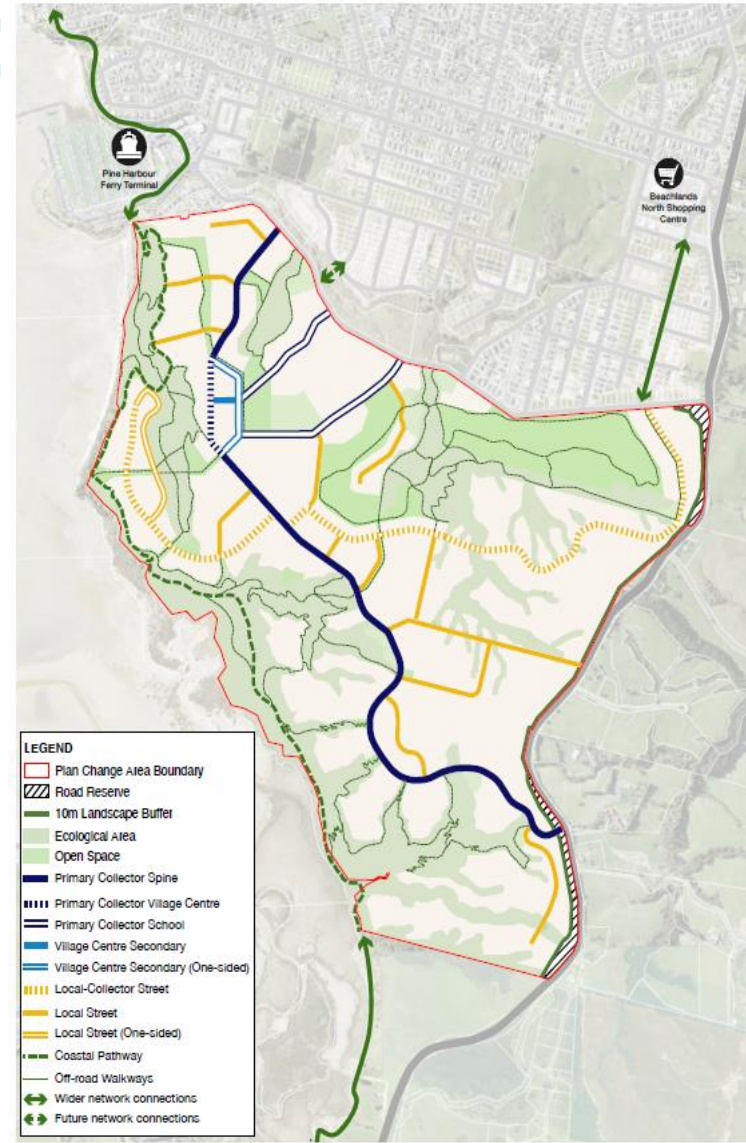 Pine Harbour
Ferry Terminal
Beachlands
North Shopping
Centre
LEGEND
Plan Change Area Boundary
Road Reserve
10m Landscape Buffer
Ecological Area
Open Space
Primary Collector Spine
Primary Collector Village Centre
Primary Collector School
Village Centre Secondary
Village Centre Secondary (One-sided)
Local-Collector Street
Local Street
Local Street (One-sided)
Coastal Pathway
Off-road Walkways
Wider network connections
Future network connections